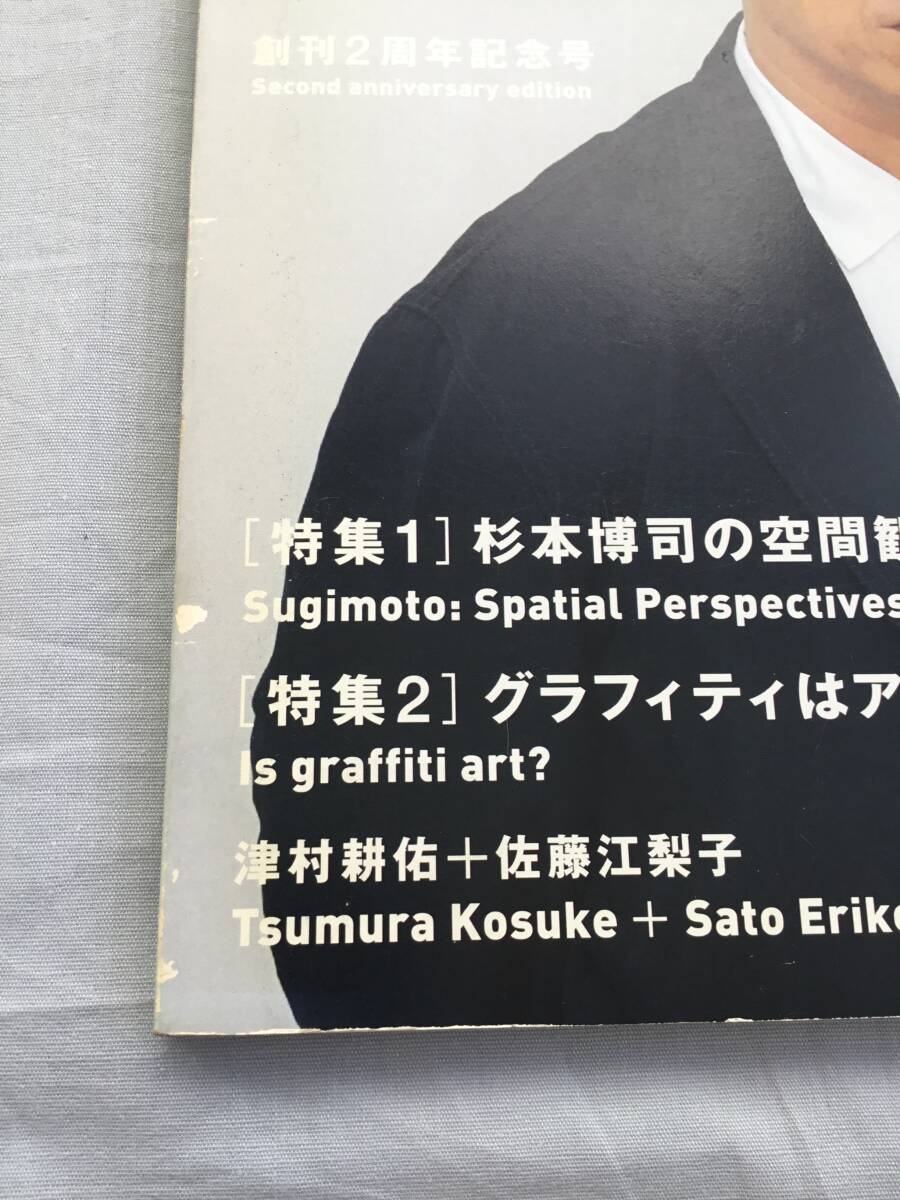 創刊2周年記念号
Second anniversary edition
[特集1]杉本博司の空間観
Sugimoto: Spatial Perspectives
[特集2]グラフィティはア
Is graffiti art?
津村耕佑+佐藤江梨子
Tsumura Kosuke + Sato Eriko